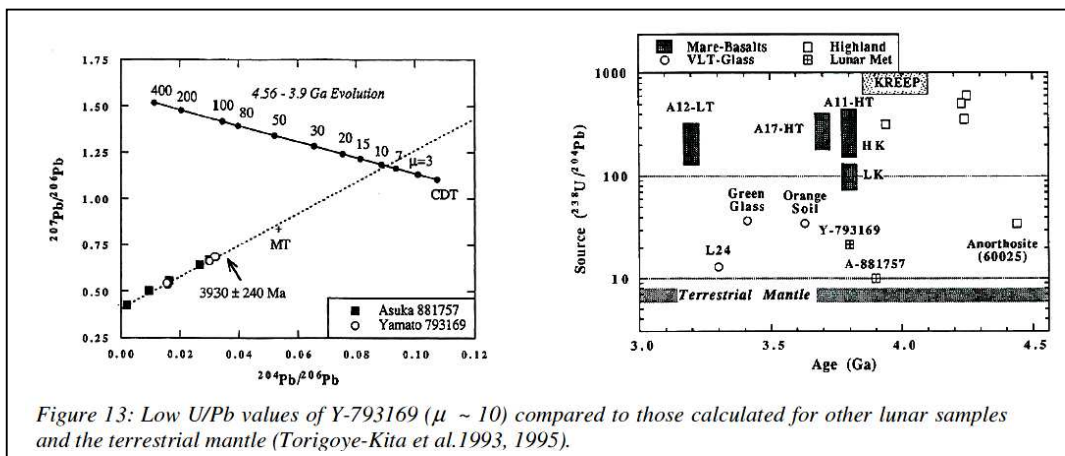 1.75
1.50
1.25
1.00
0.75
0.50
0.25
²⁰⁷Pb/²⁰⁶Pb
4.56 - 3.9 Ga Evolution
400
200
100
80
50
30
20
15
10
7
μ=3
CDT
MT
3930 ± 240 Ma
Asuka 881757
Yamato 793169
0.00
0.02
0.04
0.06
0.08
0.10
0.12
²⁰⁴Pb/²⁰⁶Pb
Mare-Basalts
VLT-Glass
Highland
Lunar Met
1000
100
10
Source (²³⁸U/²⁰⁴Pb)
KREEP
A12-LT
A17-HT
A11-HT
HK
LK
Green
Glass
Orange
Soil
Y-793169
L24
A-881757
Anorthosite
(60025)
Terrestrial Mantle
3.0
3.5
4.0
4.5
Age (Ga)
Figure 13: Low U/Pb values of Y-793169 (μ ~ 10) compared to those calculated for other lunar samples
and the terrestrial mantle (Torigoye-Kita et al.1993, 1995).